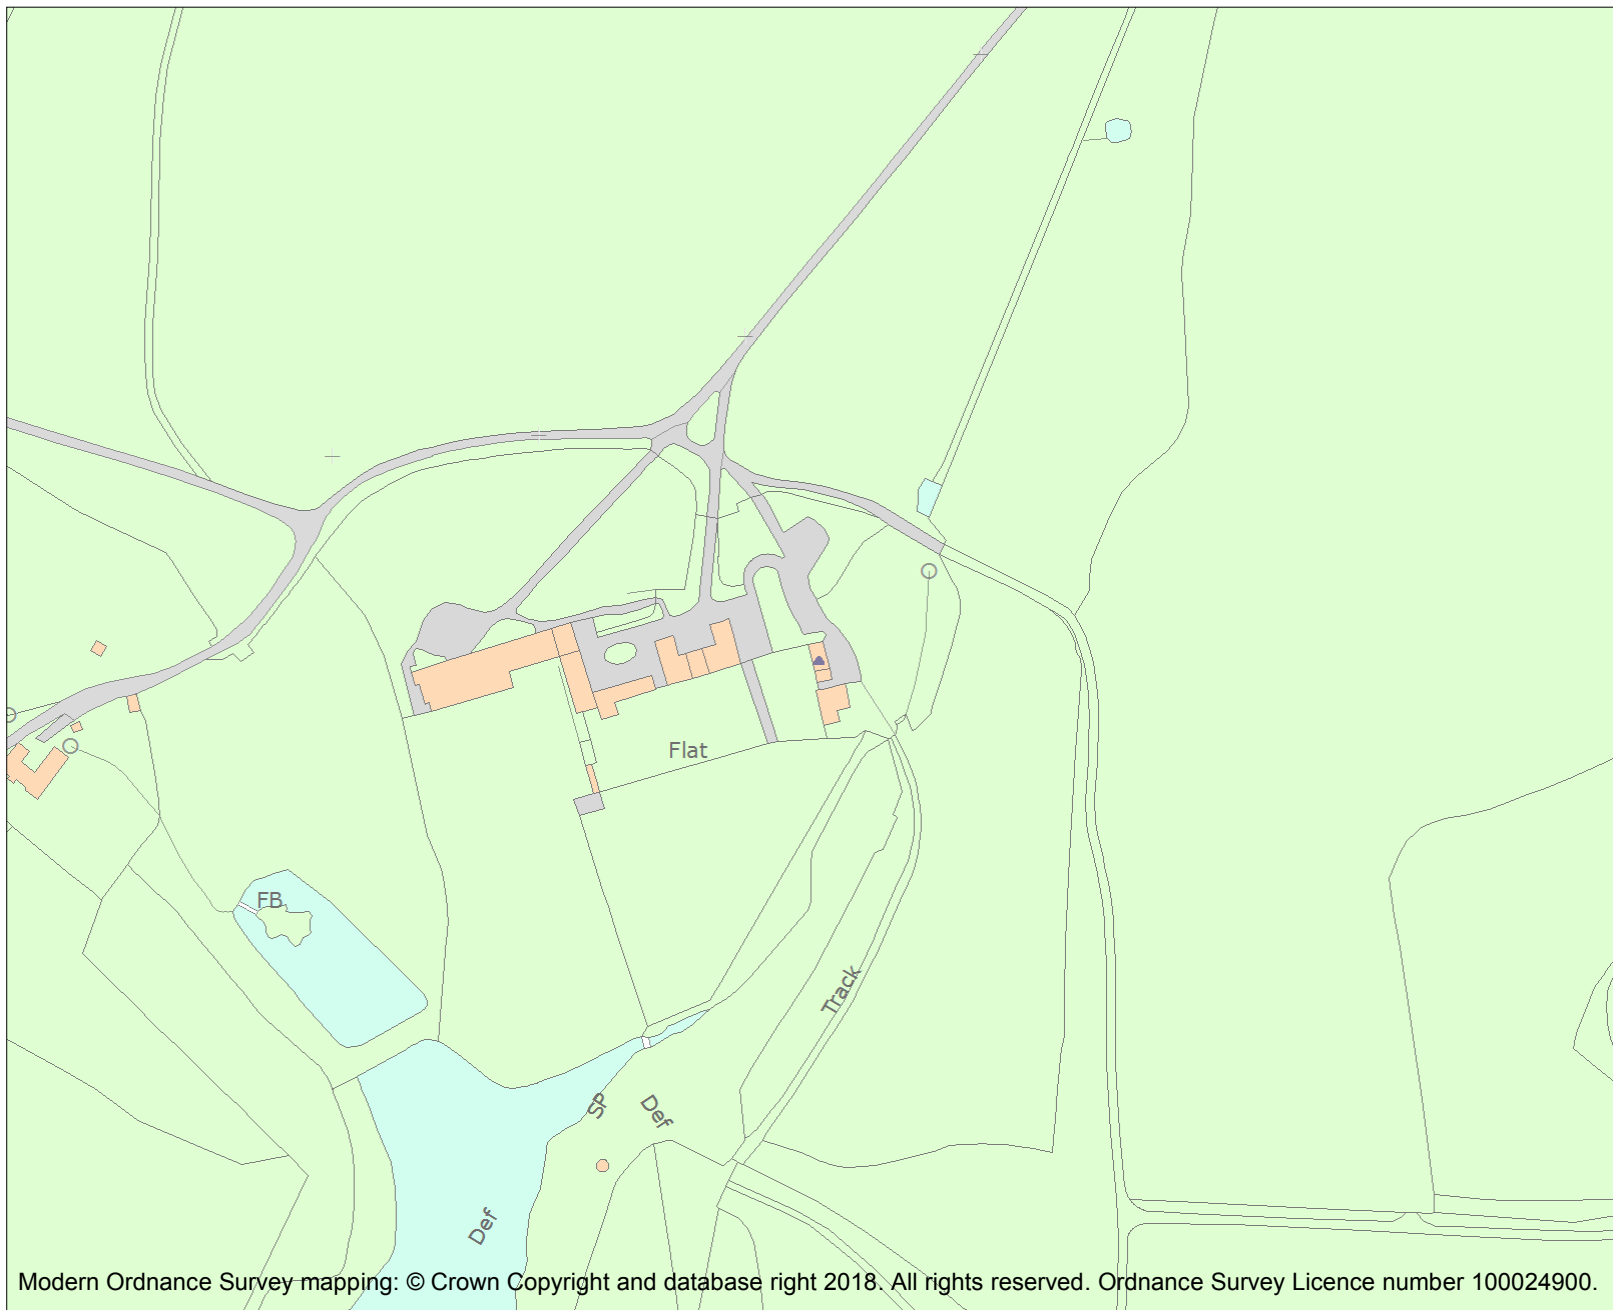 Flat
FB
Track
SP
Def
Def
Modern Ordnance Survey mapping: © Crown Copyright and database right 2018. All rights reserved. Ordnance Survey Licence number 100024900.